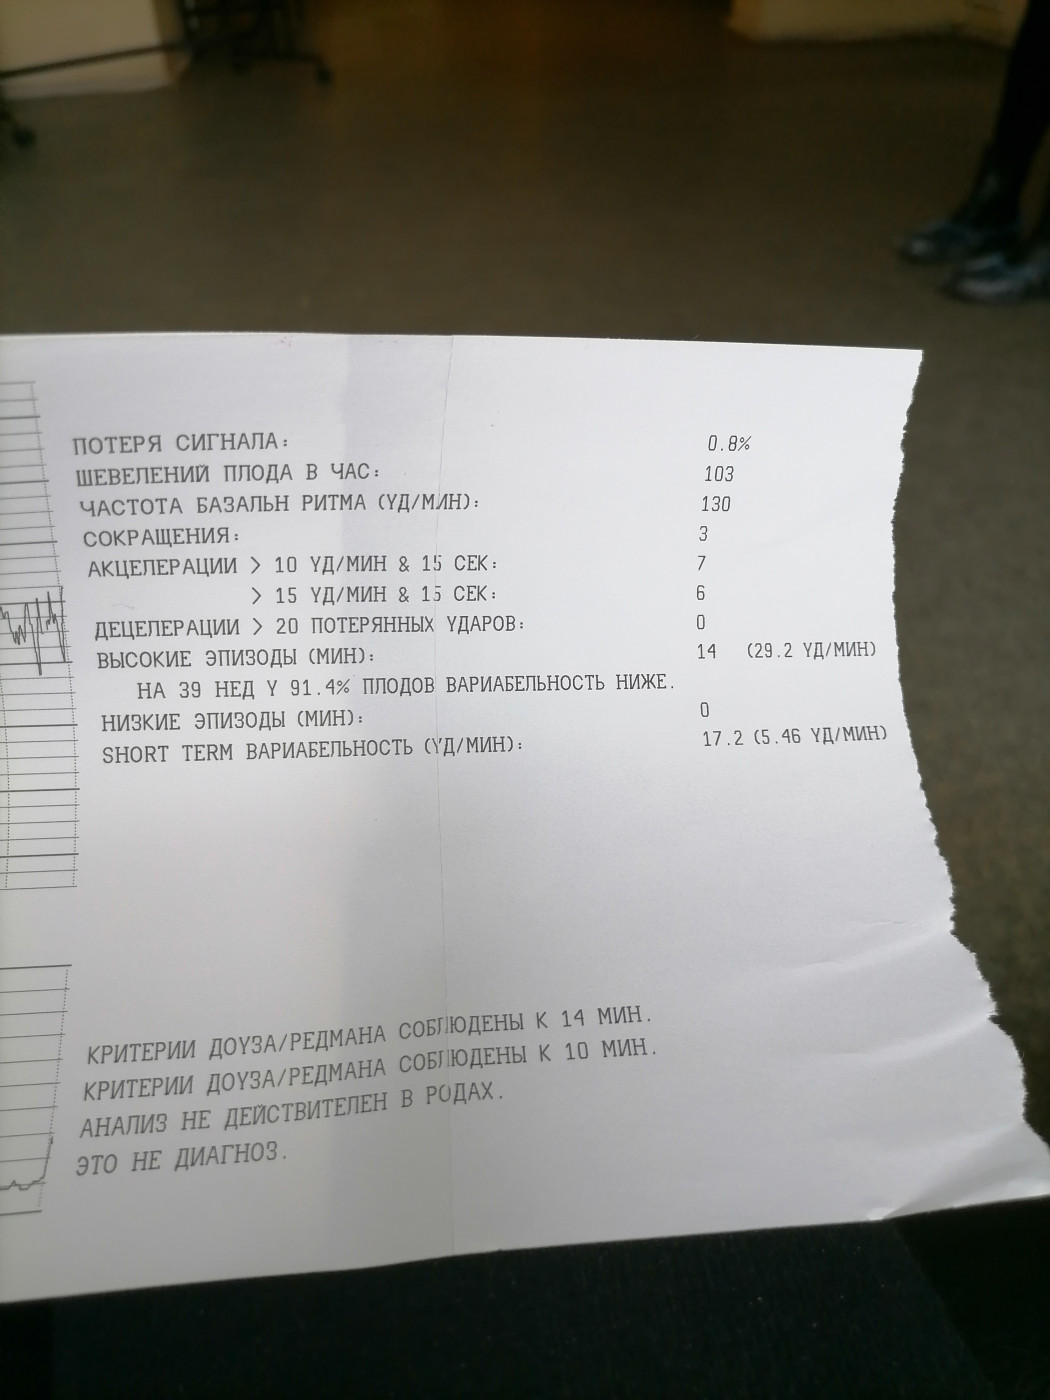 ПОТЕРЯ СИГНАЛА: 0.8%
ШЕВЕЛЕНИЙ ПЛОДА В ЧАС: 103
ЧАСТОТА БАЗАЛЬН РИТМА (УД/МИН): 130
СОКРАЩЕНИЯ: 3
АКЦЕЛЕРАЦИИ > 10 УД/МИН & 15 СЕК: 7
> 15 УД/МИН & 15 СЕК: 6
ДЕЦЕЛЕРАЦИИ > 20 ПОТЕРЯННЫХ УДАРОВ: 0
ВЫСОКИЕ ЭПИЗОДЫ (МИН): 14 (29.2 УД/МИН)
НА 39 НЕД У 91.4% ПЛОДОВ ВАРИАБЕЛЬНОСТЬ НИЖЕ.
НИЗКИЕ ЭПИЗОДЫ (МИН): 0
SHORT TERM ВАРИАБЕЛЬНОСТЬ (УД/МИН): 17.2 (5.46 УД/МИН)
КРИТЕРИИ ДОУЗА/РЕДМАНА СОБЛЮДЕНЫ К 14 МИН.
КРИТЕРИИ ДОУЗА/РЕДМАНА СОБЛЮДЕНЫ К 10 МИН.
АНАЛИЗ НЕ ДЕЙСТВИТЕЛЕН В РОДАХ.
ЭТО НЕ ДИАГНОЗ.